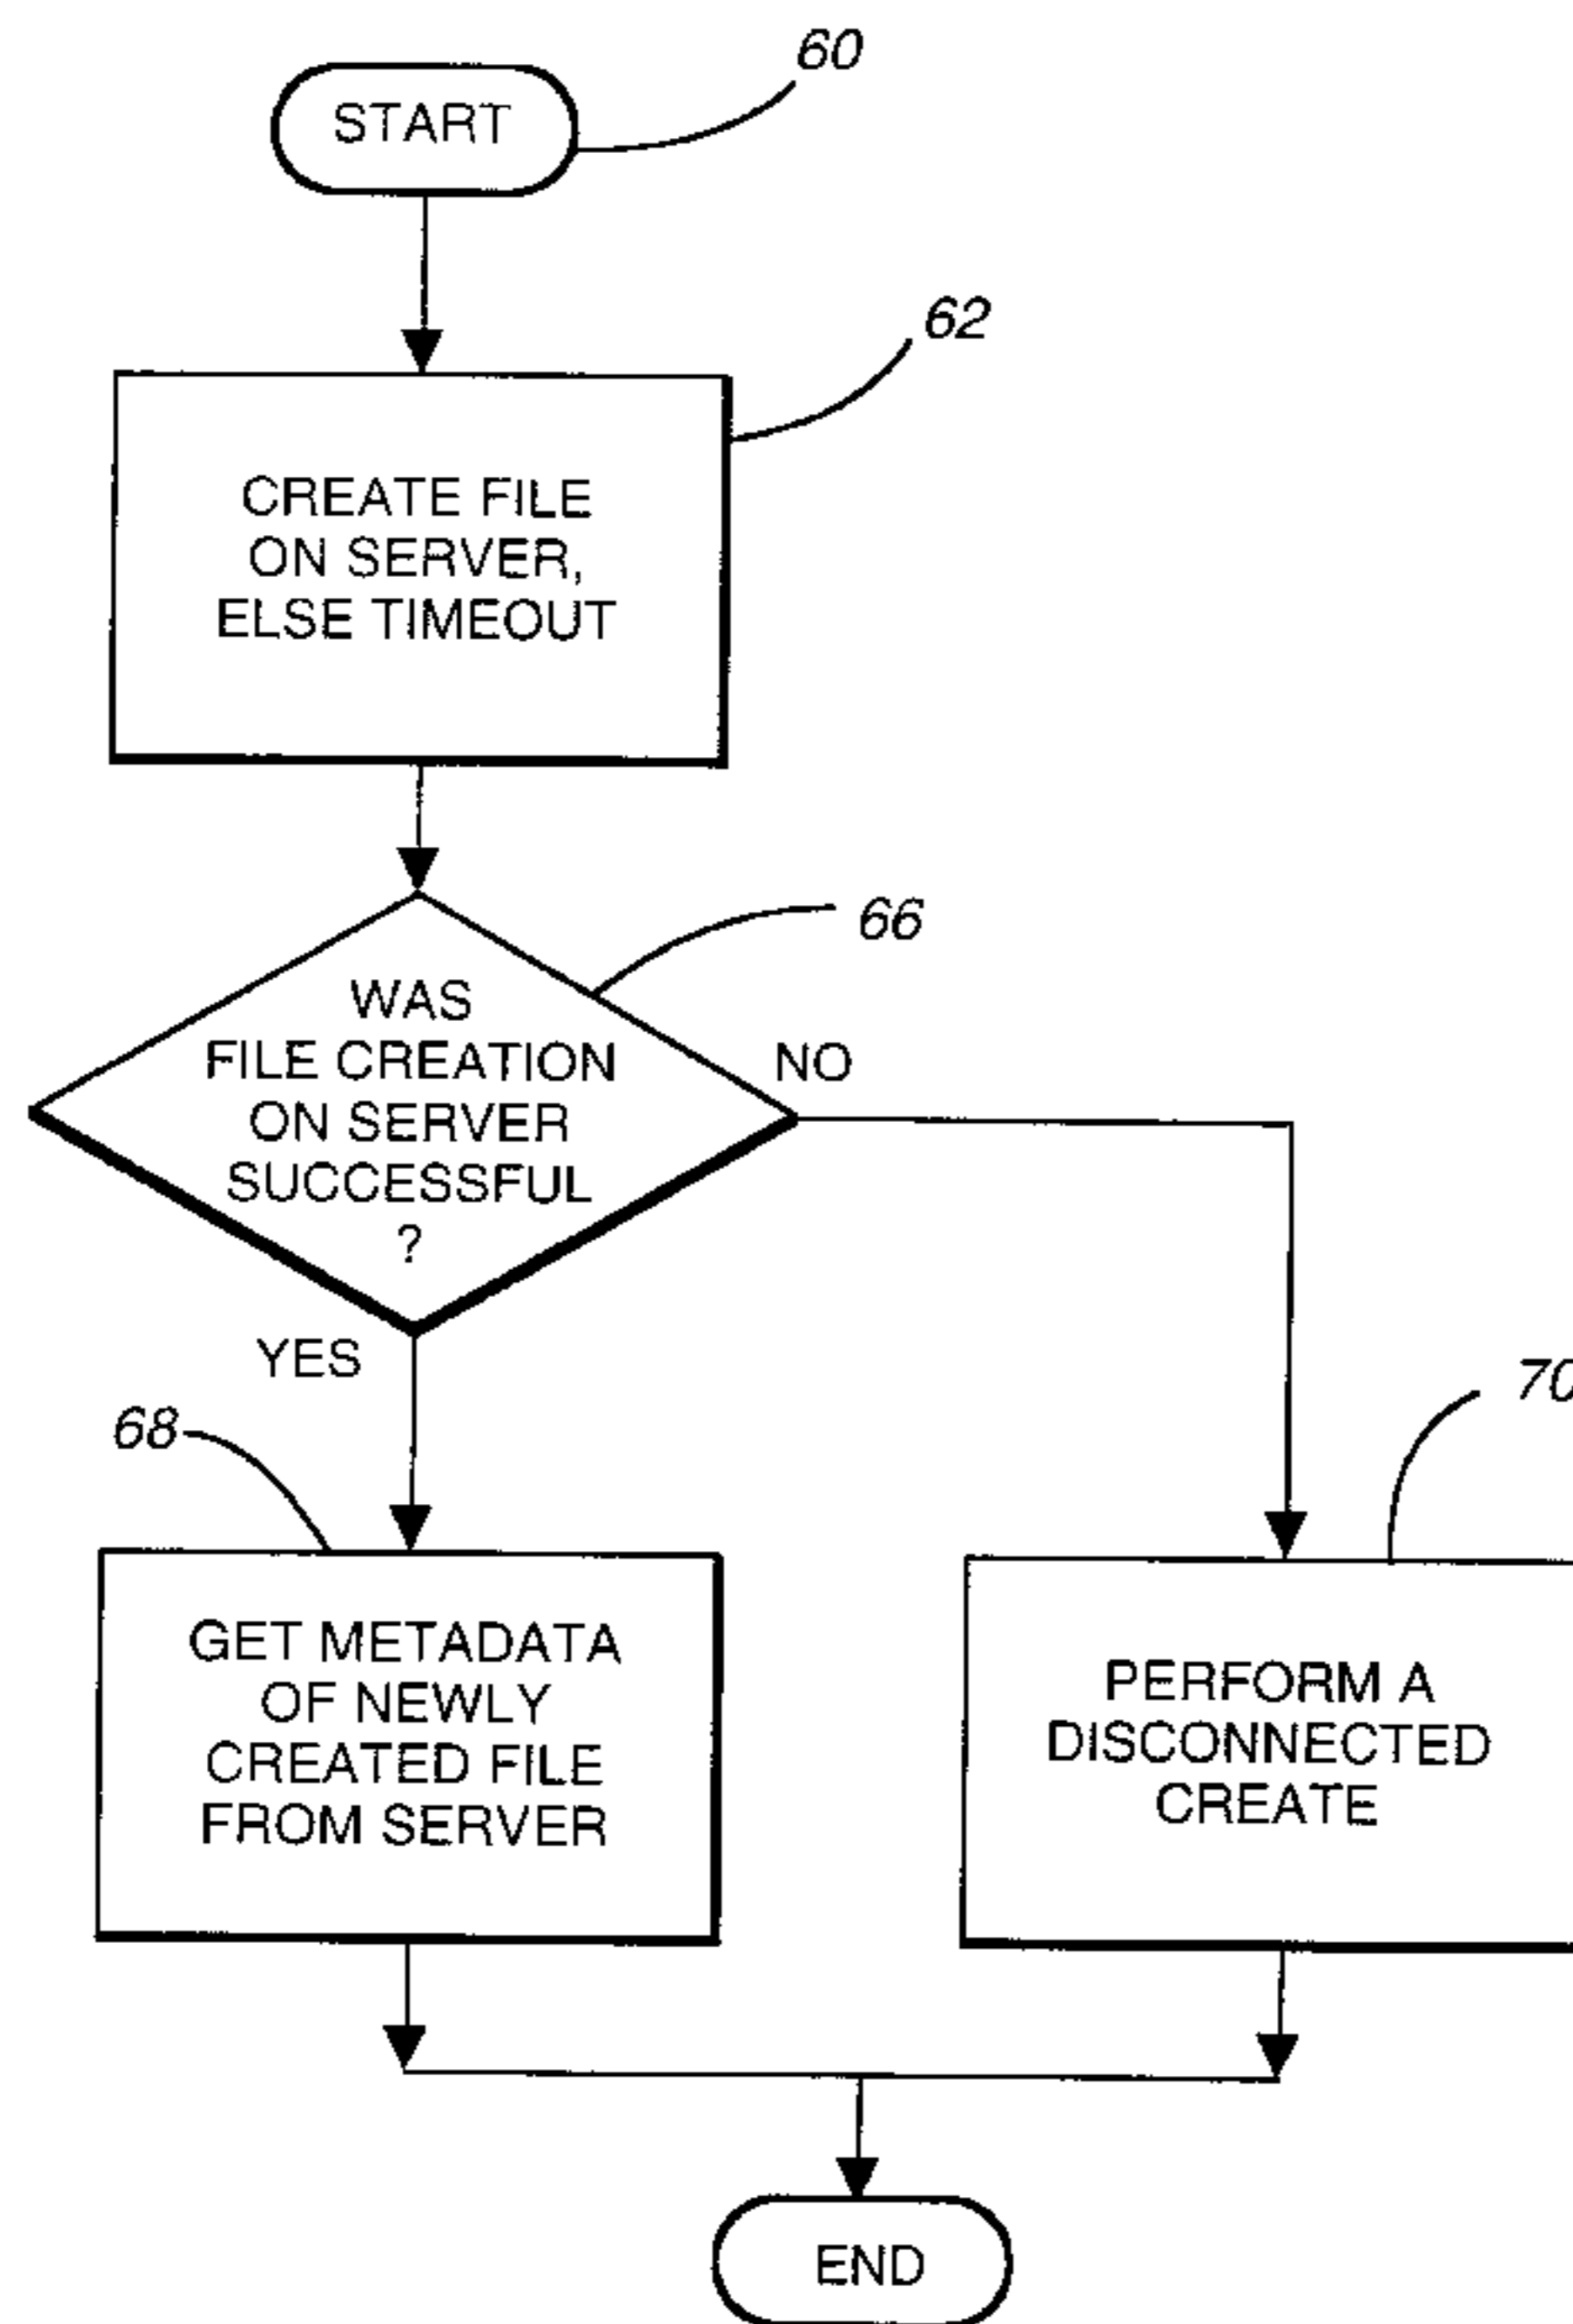 60
START
62
CREATE FILE
ON SERVER,
ELSE TIMEOUT
66
WAS
FILE CREATION
ON SERVER
SUCCESSFUL
?
NO
YES
68
70
GET METADATA
OF NEWLY
CREATED FILE
FROM SERVER
PERFORM A
DISCONNECTED
CREATE
END